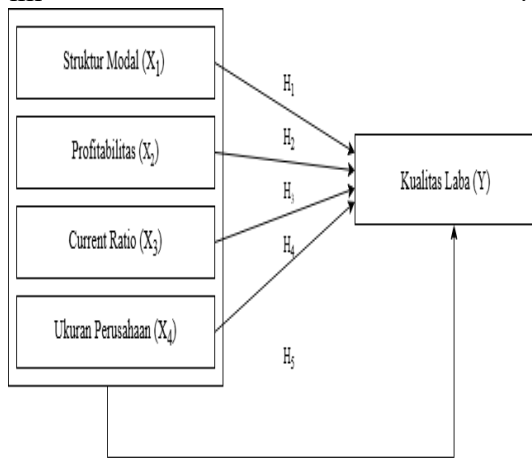 Struktur Modal (X1)
H1
Profitabilitas (X2)
H2
Kualitas Laba (Y)
H3
Current Ratio (X3)
H4
Ukuran Perusahaan (X4)
H5